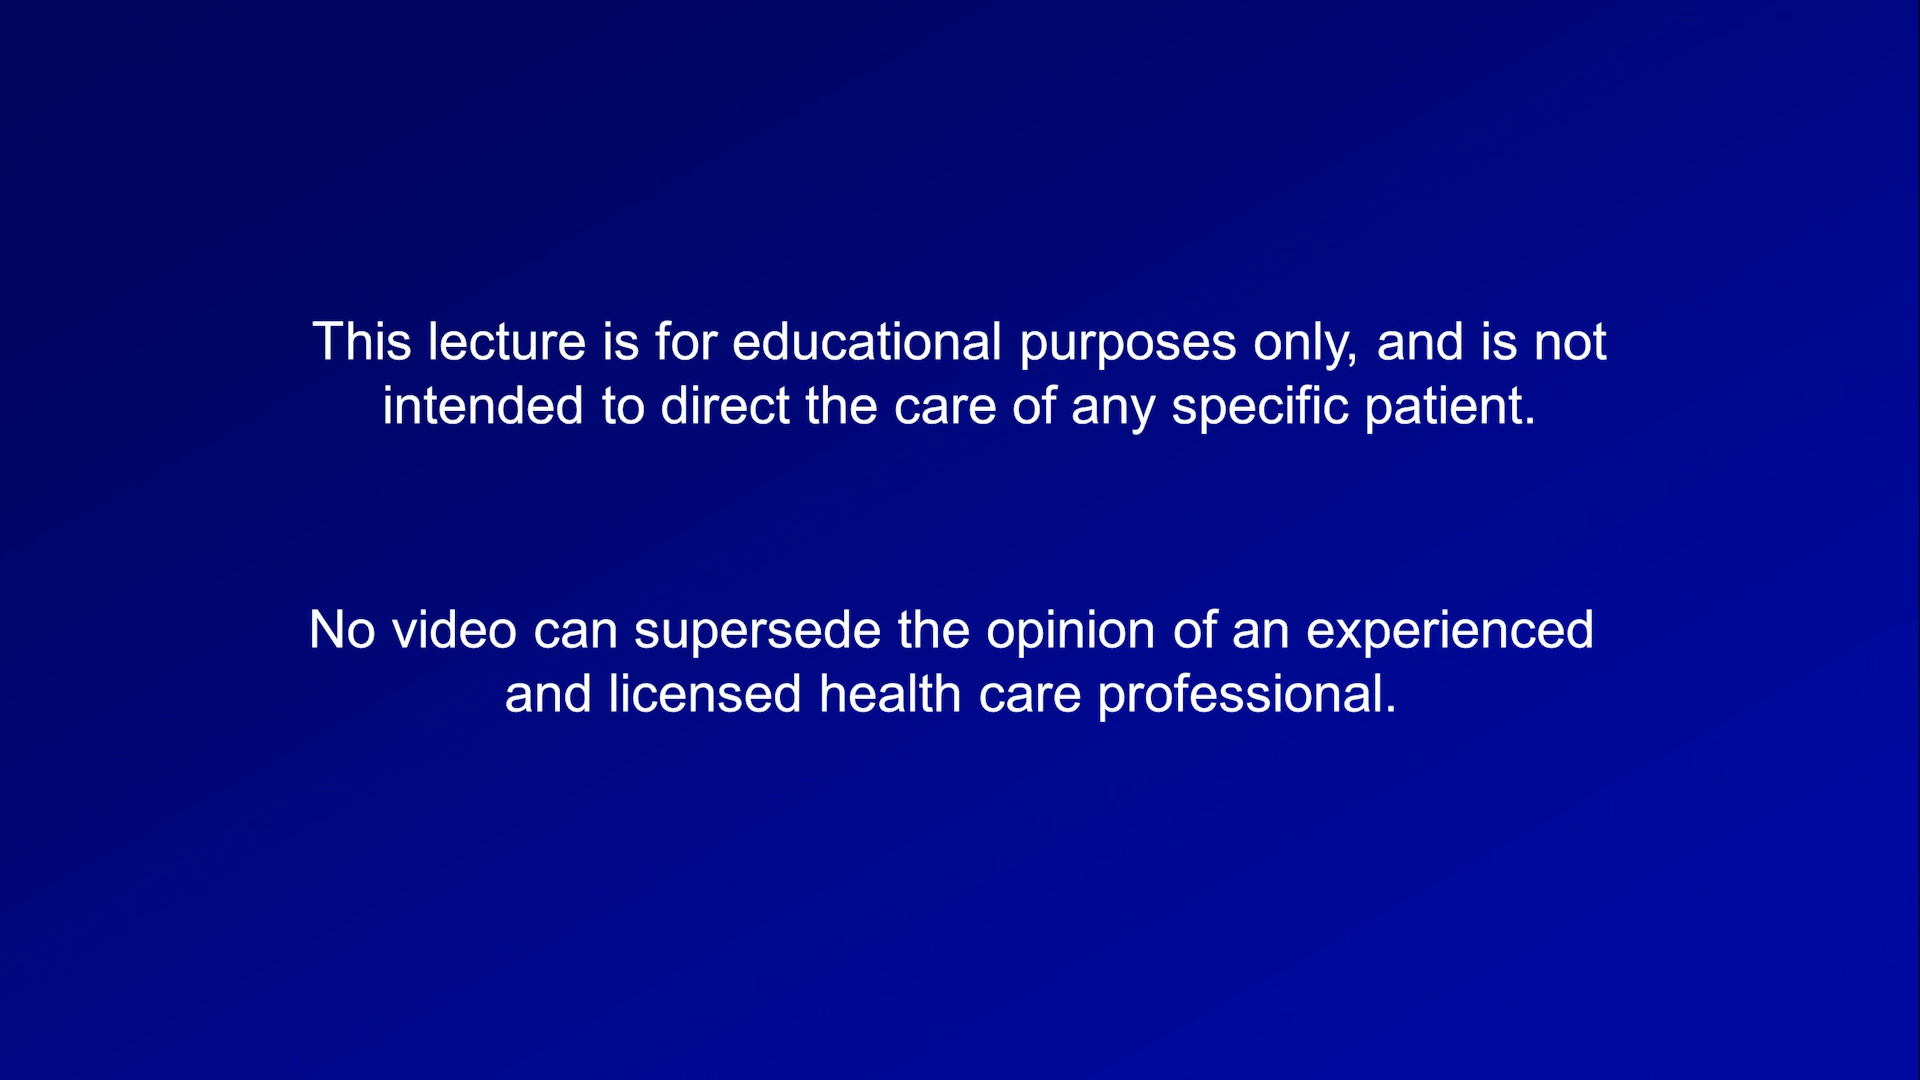 This lecture is for educational purposes only, and is not
intended to direct the care of any specific patient.
No video can supersede the opinion of an experienced
and licensed health care professional.